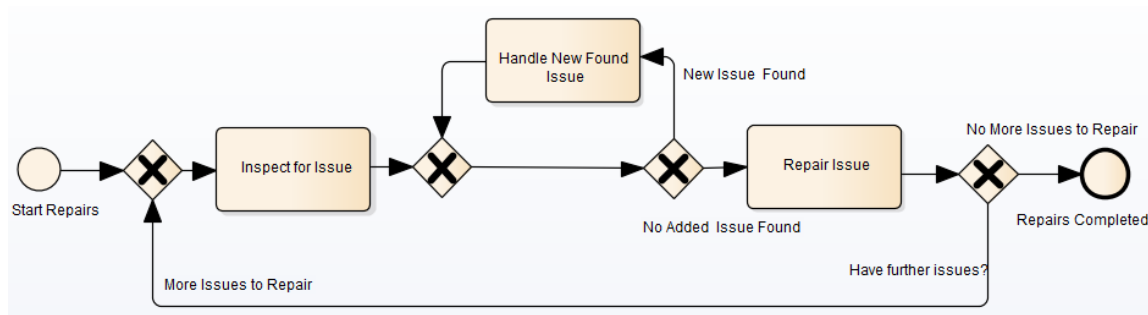 Handle New Found
Issue
New Issue  Found
No More Issues to Repair
Inspect for Issue
Repair Issue
Start Repairs
No Added  Issue Found
Repairs Completed
Have further issues?
More Issues to Repair